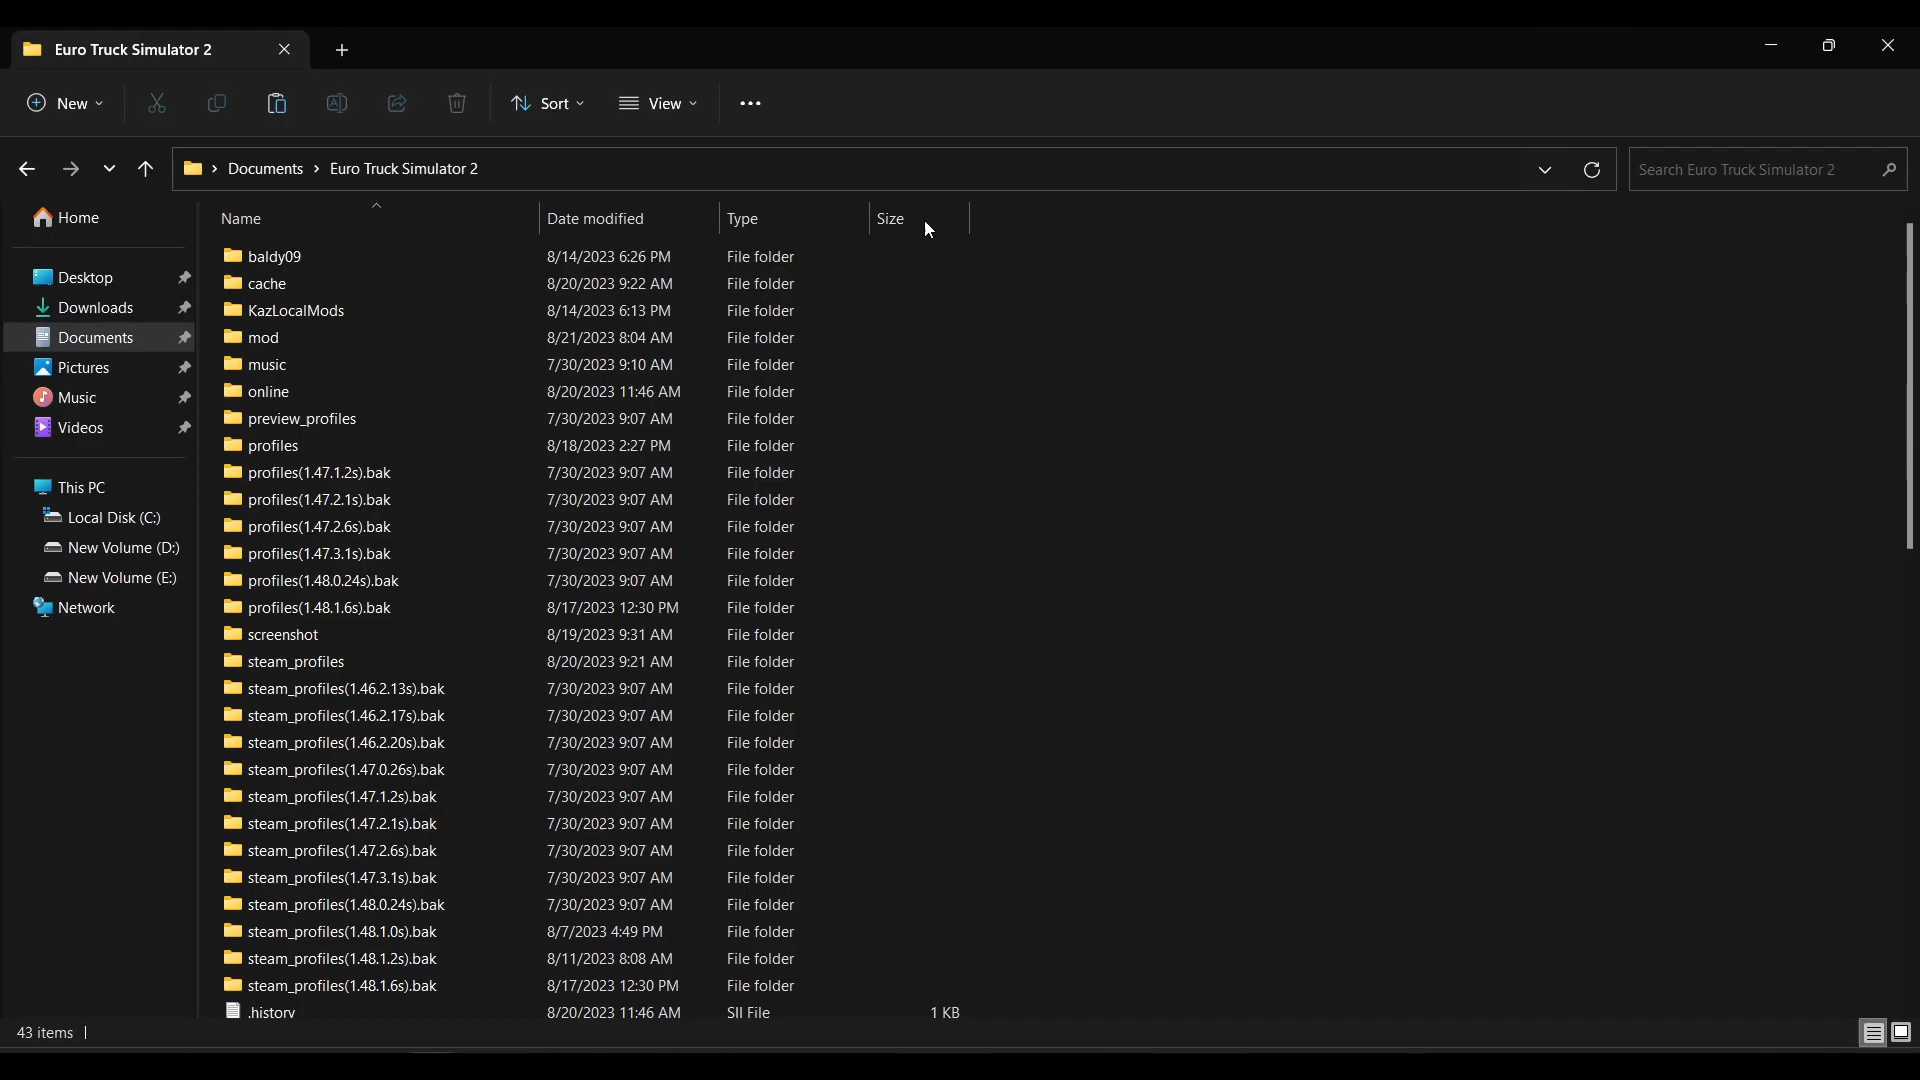 Euro Truck Simulator 2
New
Sort
View
Documents > Euro Truck Simulator 2
Search Euro Truck Simulator 2
Home
Desktop
Downloads
Documents
Pictures
Music
Videos
This PC
Local Disk (C:)
New Volume (D:)
New Volume (E:)
Network
Name Date modified Type Size
baldy09 8/14/2023 6:26 PM File folder
cache 8/20/2023 9:22 AM File folder
KazLocalMods 8/14/2023 6:13 PM File folder
mod 8/21/2023 8:04 AM File folder
music 7/30/2023 9:10 AM File folder
online 8/20/2023 11:46 AM File folder
preview_profiles 7/30/2023 9:07 AM File folder
profiles 8/18/2023 2:27 PM File folder
profiles(1.47.1.2s).bak 7/30/2023 9:07 AM File folder
profiles(1.47.2.1s).bak 7/30/2023 9:07 AM File folder
profiles(1.47.2.6s).bak 7/30/2023 9:07 AM File folder
profiles(1.47.3.1s).bak 7/30/2023 9:07 AM File folder
profiles(1.48.0.24s).bak 7/30/2023 9:07 AM File folder
profiles(1.48.1.6s).bak 8/17/2023 12:30 PM File folder
screenshot 8/19/2023 9:31 AM File folder
steam_profiles 8/20/2023 9:21 AM File folder
steam_profiles(1.46.2.13s).bak 7/30/2023 9:07 AM File folder
steam_profiles(1.46.2.17s).bak 7/30/2023 9:07 AM File folder
steam_profiles(1.46.2.20s).bak 7/30/2023 9:07 AM File folder
steam_profiles(1.47.0.26s).bak 7/30/2023 9:07 AM File folder
steam_profiles(1.47.1.2s).bak 7/30/2023 9:07 AM File folder
steam_profiles(1.47.2.1s).bak 7/30/2023 9:07 AM File folder
steam_profiles(1.47.2.6s).bak 7/30/2023 9:07 AM File folder
steam_profiles(1.47.3.1s).bak 7/30/2023 9:07 AM File folder
steam_profiles(1.48.0.24s).bak 7/30/2023 9:07 AM File folder
steam_profiles(1.48.1.0s).bak 8/7/2023 4:49 PM File folder
steam_profiles(1.48.1.2s).bak 8/11/2023 8:08 AM File folder
steam_profiles(1.48.1.6s).bak 8/17/2023 12:30 PM File folder
.history 8/20/2023 11:46 AM SII File 1 KB
43 items